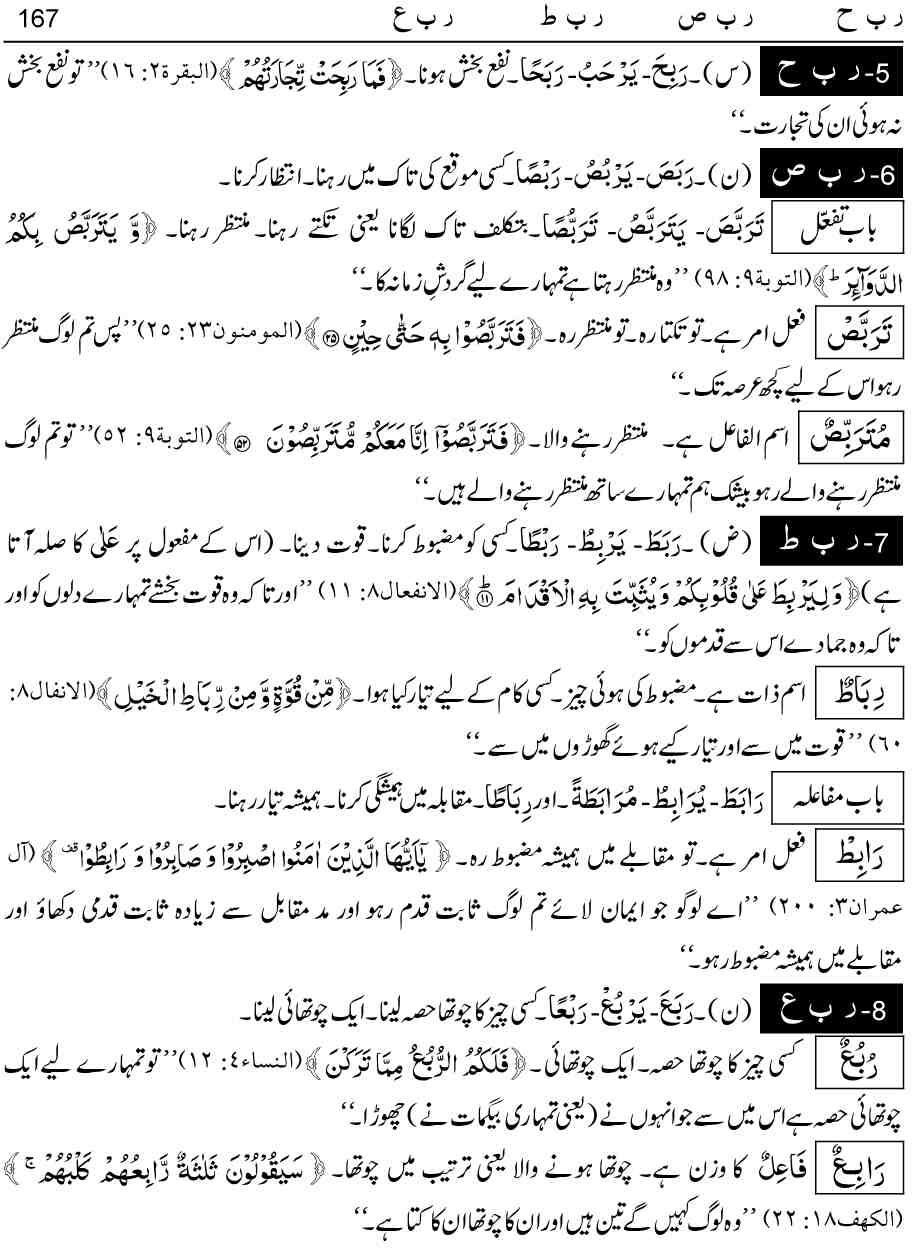 ر ب ح ر ب ص ر ب ط ر ب ع 167
5- ر ب ح (س)۔ رَبِحَ- یَرْحَبُ- رَبَحًا۔ نفع بخش ہونا۔ ﴿فَمَا رَبِحَتْ تِّجَارَتُهُمْ﴾ (البقرۃ۲: ۱۶) ’’تو نفع بخش
نہ ہوئی ان کی تجارت۔‘‘
6- ر ب ص (ن)۔ رَبَصَ- یَرْبُصُ- رَبْصًا۔ کسی موقع کی تاک میں رہنا۔ انتظار کرنا۔
باب تفعّل تَرَبَّصَ- یَتَرَبَّصُ- تَرَبُّصًا۔ بتکلف تاک لگانا یعنی تکتے رہنا۔ منتظر رہنا۔ ﴿وَّ یَتَرَبَّصُ بِکُمُ
الدَّوَآئِرَ ؕ﴾ (التوبة۹: ۹۸) ’’وہ منتظر رہتا ہے تمہارے لیے گردشِ زمانہ کا۔‘‘
تَرَبَّصْ فعل امر ہے۔ تو تکتا رہ۔ تو منتظر رہ۔ ﴿فَتَرَبَّصُوْا بِهٖ حَتّٰی حِیْنٍ ۲۵﴾ (المومنون۲۳: ۲۵) ’’پس تم لوگ منتظر
رہو اس کے لیے کچھ عرصہ تک۔‘‘
مُتَرَبِّصٌ اسم الفاعل ہے۔ منتظر رہنے والا۔ ﴿فَتَرَبَّصُوْٓا اِنَّا مَعَکُمْ مُّتَرَبِّصُوْنَ ۵۲﴾ (التوبة۹: ۵۲) ’’تو تم لوگ
منتظر رہنے والے رہو بیشک ہم تمہارے ساتھ منتظر رہنے والے ہیں۔‘‘
7- ر ب ط (ض)۔ رَبَطَ- یَرْبِطُ- رَبْطًا۔ کسی کو مضبوط کرنا۔ قوت دینا۔ (اس کے مفعول پر عَلٰی کا صلہ آتا
ہے) ﴿وَ لِیَرْبِطَ عَلٰی قُلُوْبِکُمْ وَ یُثَبِّتَ بِهِ الْاَقْدَامَ ۱۱ؕ﴾ (الانفعال۸: ۱۱) ’’اور تاکہ وہ قوت بخشے تمہارے دلوں کو اور
تاکہ وہ جمادے اس سے قدموں کو۔‘‘
رِبَاطٌ اسم ذات ہے۔ مضبوط کی ہوئی چیز۔ کسی کام کے لیے تیار کیا ہوا۔ ﴿مِّنْ قُوَّةٍ وَّ مِنْ رِّبَاطِ الْخَیْلِ﴾ (الانفال۸:
۶۰) ’’قوت میں سے اور تیار کیے ہوئے گھوڑوں میں سے۔‘‘
باب مفاعلہ رَابَطَ- یُرَابِطُ- مُرَابَطَةً۔ اور رِبَاطًا۔ مقابلہ میں ہمیشگی کرنا۔ ہمیشہ تیار رہنا۔
رَابِطْ فعل امر ہے۔ تو مقابلے میں ہمیشہ مضبوط رہ۔ ﴿یٰۤاَیُّهَا الَّذِیْنَ اٰمَنُوا اصْبِرُوْا وَ صَابِرُوْا وَ رَابِطُوْا ۫﴾ (آل
عمران۳: ۲۰۰) ’’اے لوگو جو ایمان لائے تم لوگ ثابت قدم رہو اور مد مقابل سے زیادہ ثابت قدمی دکھاؤ اور
مقابلے میں ہمیشہ مضبوط رہو۔‘‘
8- ر ب ع (ن)۔ رَبَعَ- یَرْبُعُ- رَبْعًا۔ کسی چیز کا چوتھا حصہ لینا۔ ایک چوتھائی لینا۔
رُبُعٌ کسی چیز کا چوتھا حصہ۔ ایک چوتھائی۔ ﴿فَلَکُمُ الرُّبُعُ مِمَّا تَرَکْنَ﴾ (النساء۴: ۱۲) ’’تو تمہارے لیے ایک
چوتھائی حصہ ہے اس میں سے جو انہوں نے (یعنی تمہاری بیگمات نے) چھوڑا۔‘‘
رَابِعٌ فَاعِلٌ کا وزن ہے۔ چوتھا ہونے والا یعنی ترتیب میں چوتھا۔ ﴿سَیَقُوْلُوْنَ ثَلٰثَةٌ رَّابِعُهُمْ کَلْبُهُمْ ۚ﴾
(الکهف۱۸: ۲۲) ’’وہ لوگ کہیں گے تین ہیں اور ان کا چوتھا ان کا کتا ہے۔‘‘